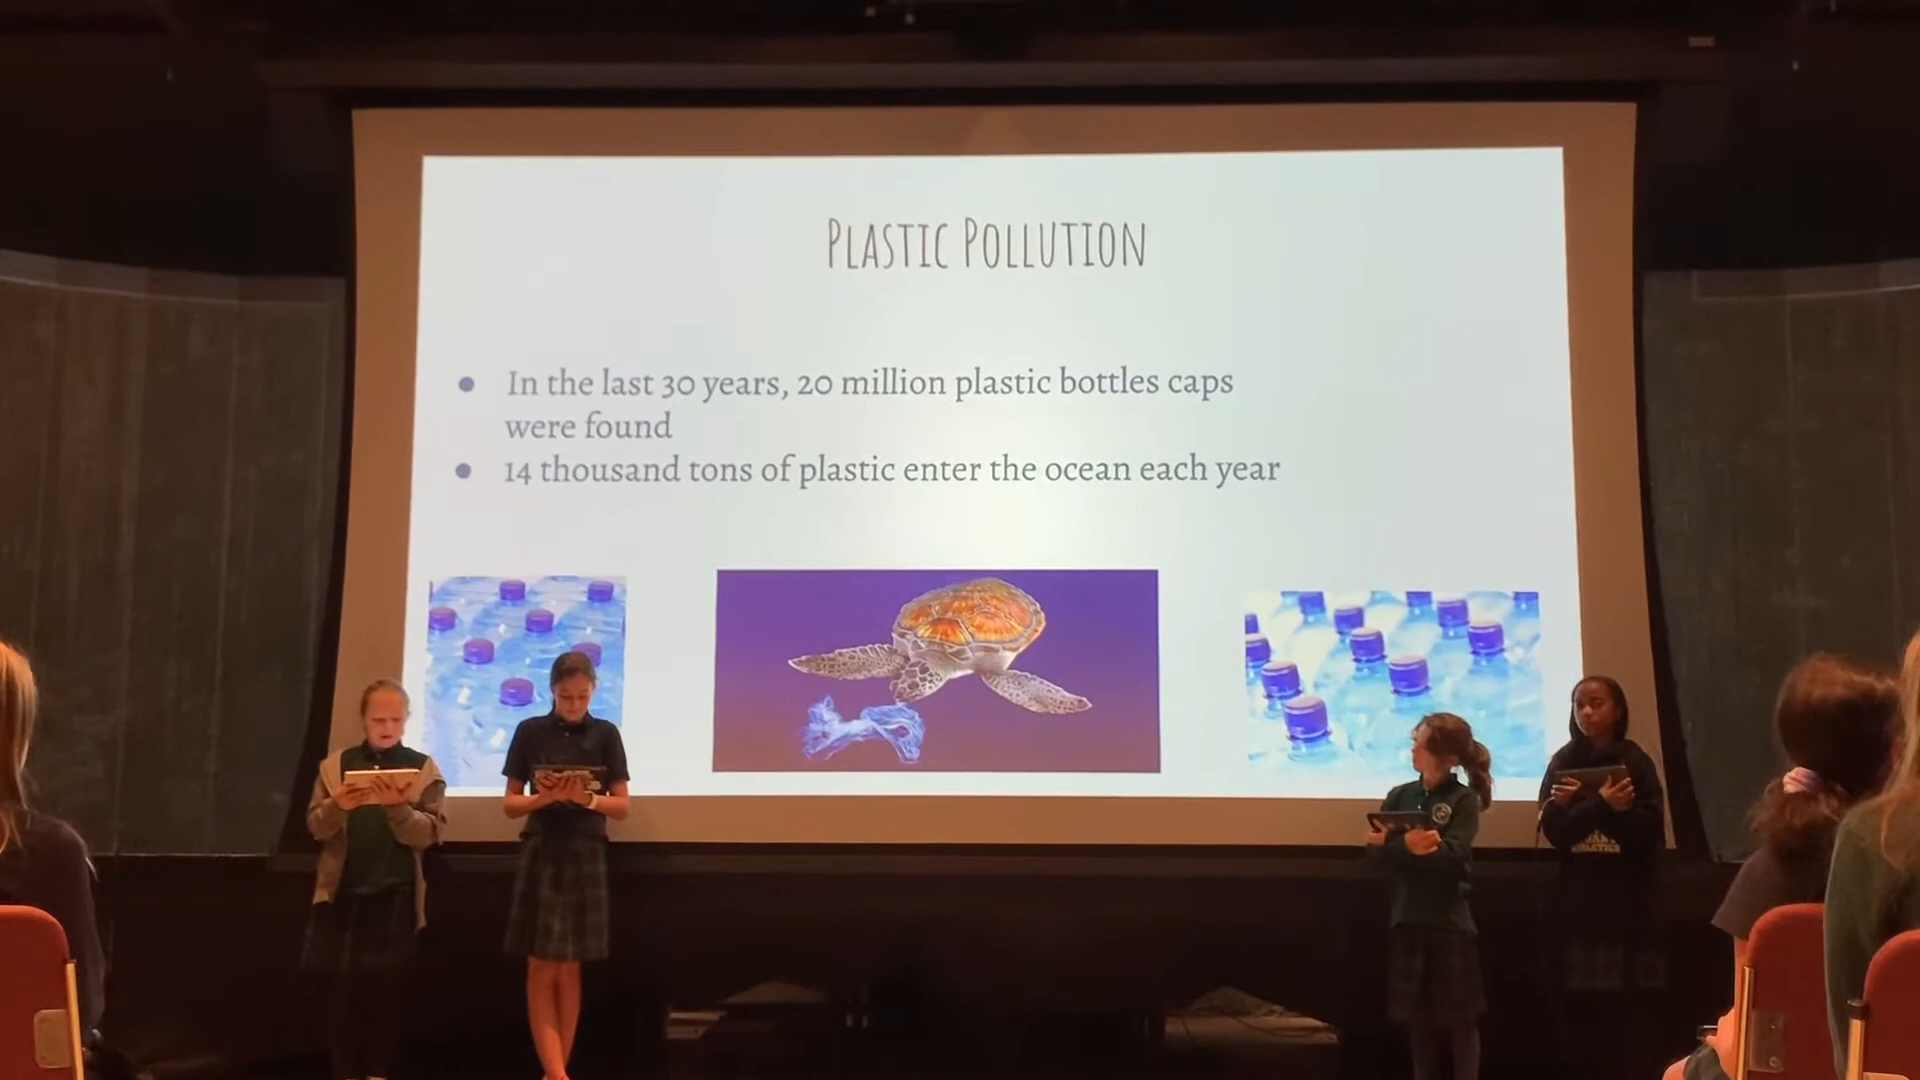 PLASTIC POLLUTION
● In the last 30 years, 20 million plastic bottles caps
were found
● 14 thousand tons of plastic enter the ocean each year